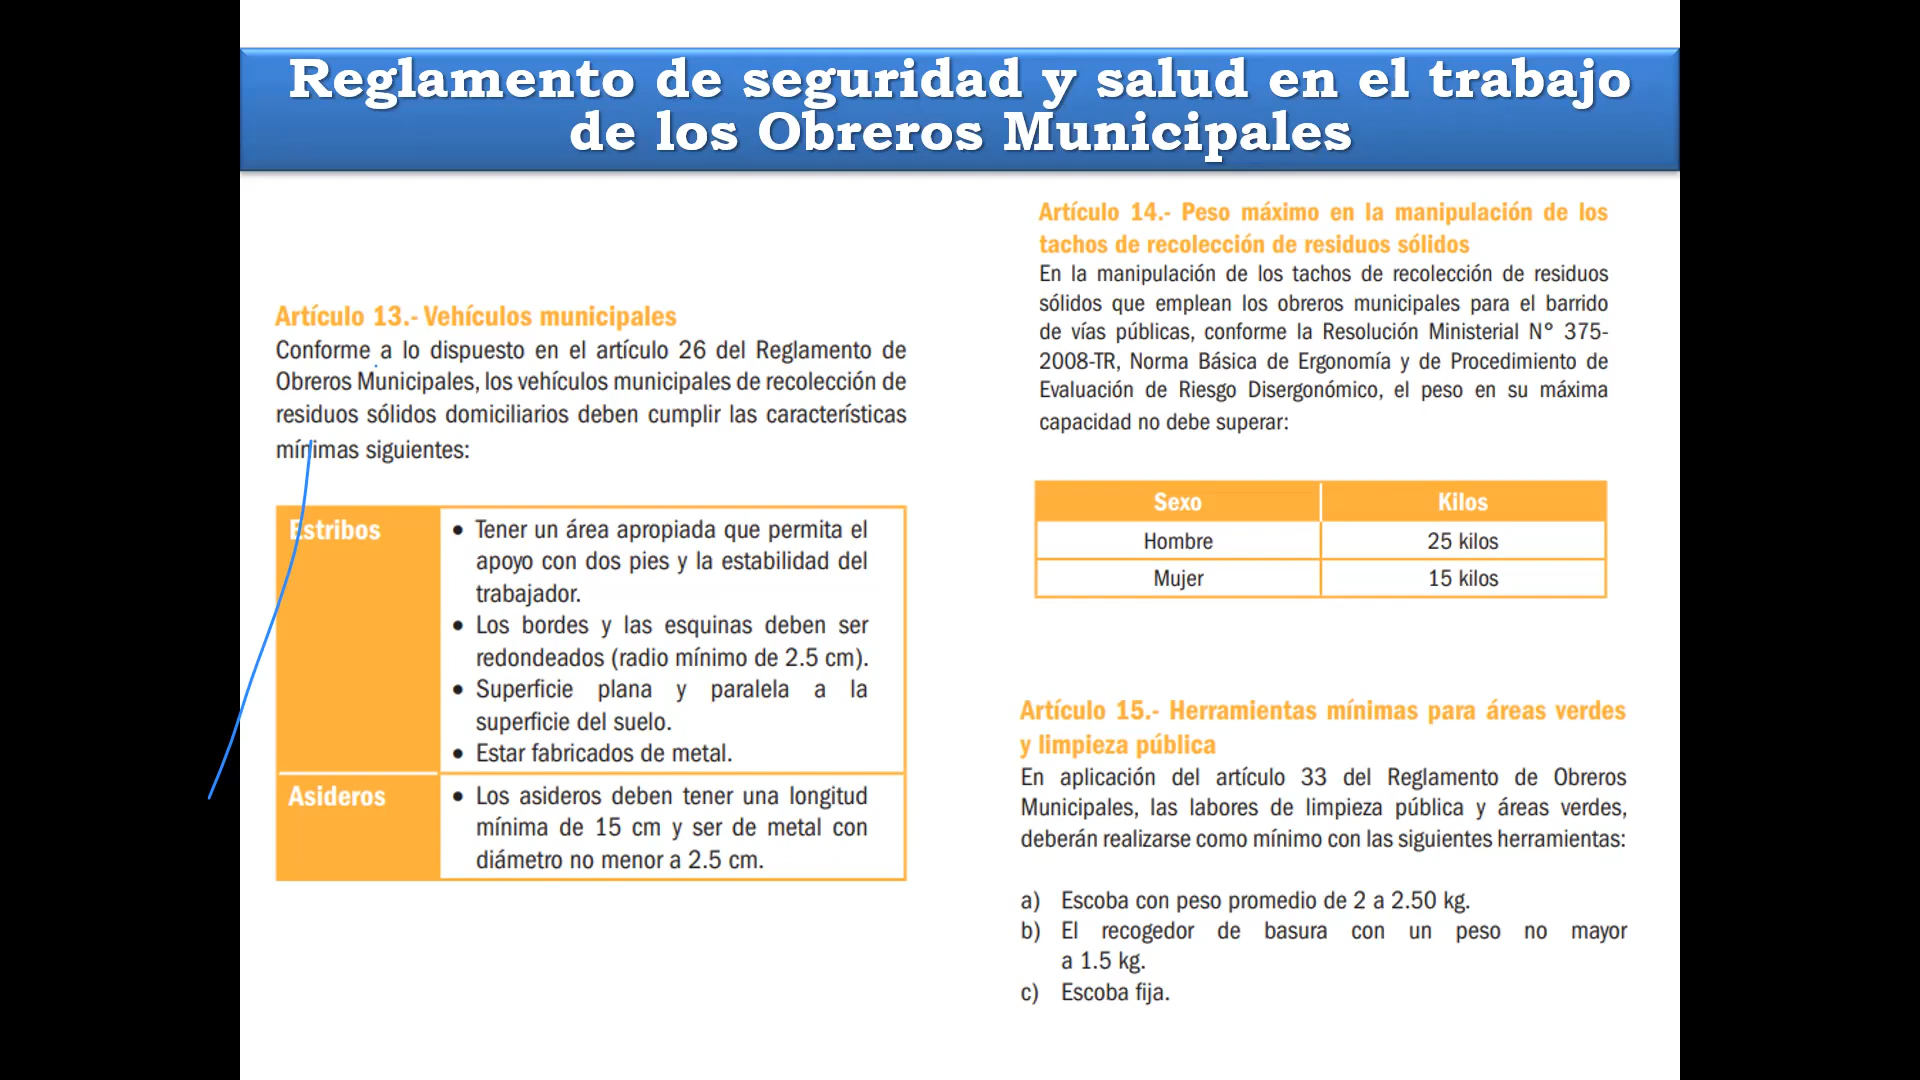 Reglamento de seguridad y salud en el trabajo
de los Obreros Municipales
Artículo 13.- Vehículos municipales
Conforme a lo dispuesto en el artículo 26 del Reglamento de
Obreros Municipales, los vehículos municipales de recolección de
residuos sólidos domiciliarios deben cumplir las características
mínimas siguientes:
Estribos
• Tener un área apropiada que permita el
apoyo con dos pies y la estabilidad del
trabajador.
• Los bordes y las esquinas deben ser
redondeados (radio mínimo de 2.5 cm).
• Superficie plana y paralela a la
superficie del suelo.
• Estar fabricados de metal.
Asideros
• Los asideros deben tener una longitud
mínima de 15 cm y ser de metal con
diámetro no menor a 2.5 cm.
Artículo 14.- Peso máximo en la manipulación de los
tachos de recolección de residuos sólidos
En la manipulación de los tachos de recolección de residuos
sólidos que emplean los obreros municipales para el barrido
de vías públicas, conforme la Resolución Ministerial N° 375-
2008-TR, Norma Básica de Ergonomía y de Procedimiento de
Evaluación de Riesgo Disergonómico, el peso en su máxima
capacidad no debe superar:
Sexo Kilos
Hombre 25 kilos
Mujer 15 kilos
Artículo 15.- Herramientas mínimas para áreas verdes
y limpieza pública
En aplicación del artículo 33 del Reglamento de Obreros
Municipales, las labores de limpieza pública y áreas verdes,
deberán realizarse como mínimo con las siguientes herramientas:
a) Escoba con peso promedio de 2 a 2.50 kg.
b) El recogedor de basura con un peso no mayor
a 1.5 kg.
c) Escoba fija.